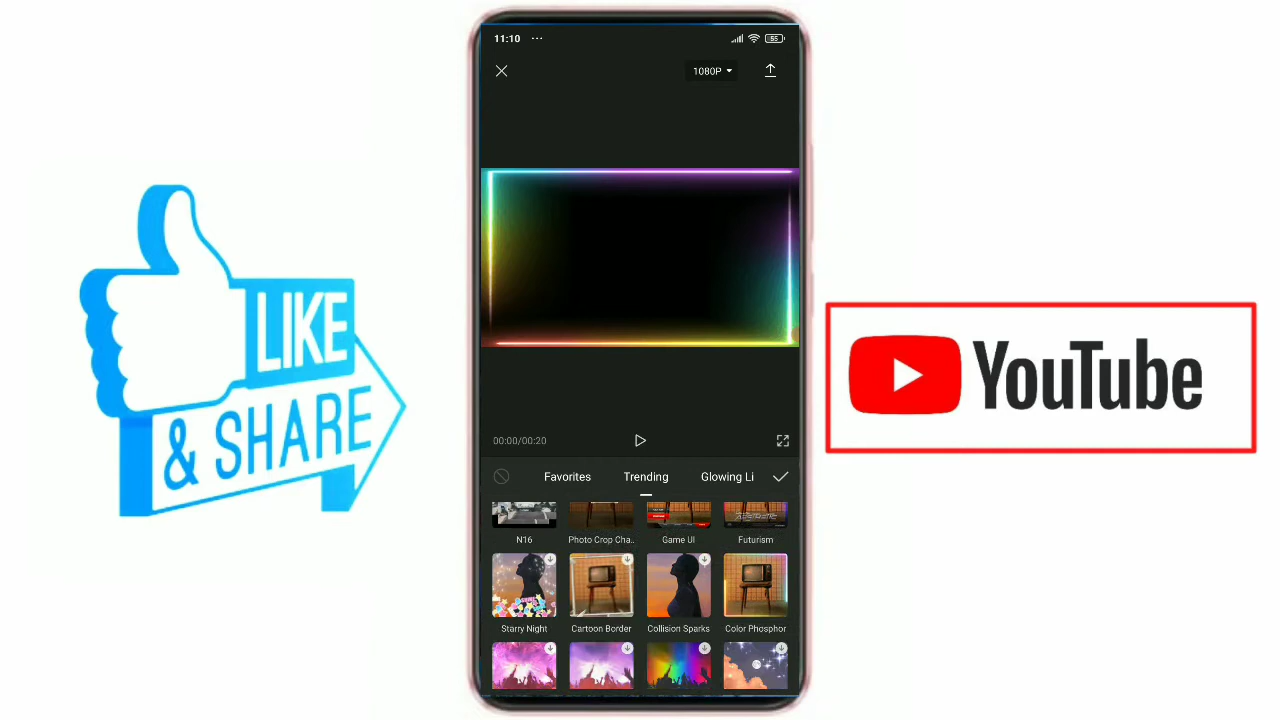 11:10 ...
55
1080P
LIKE
& SHARE
YouTube
00:00/00:20
Favorites Trending Glowing Li
N16 Photo Crop Cha.. Game UI Futurism
Starry Night Cartoon Border Collision Sparks Color Phosphor